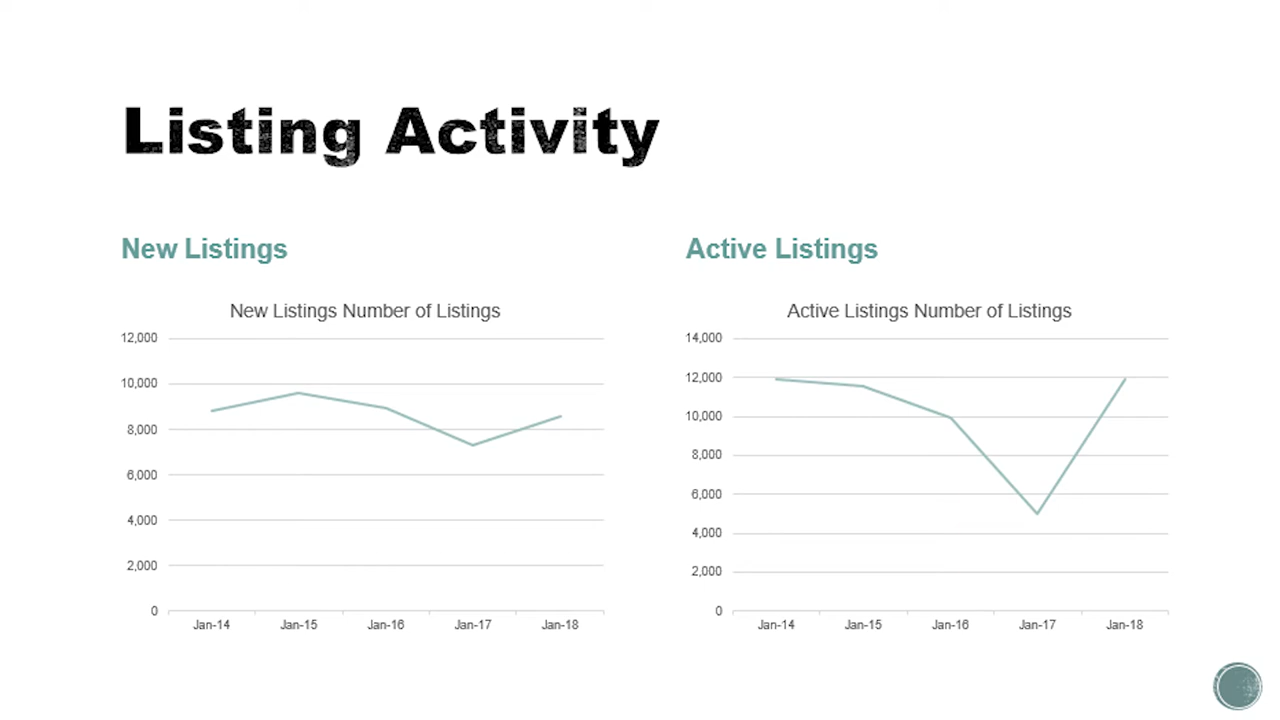 Listing Activity
New Listings
New Listings Number of Listings
12,000
10,000
8,000
6,000
4,000
2,000
0
Jan-14 Jan-15 Jan-16 Jan-17 Jan-18
Active Listings
Active Listings Number of Listings
14,000
12,000
10,000
8,000
6,000
4,000
2,000
0
Jan-14 Jan-15 Jan-16 Jan-17 Jan-18